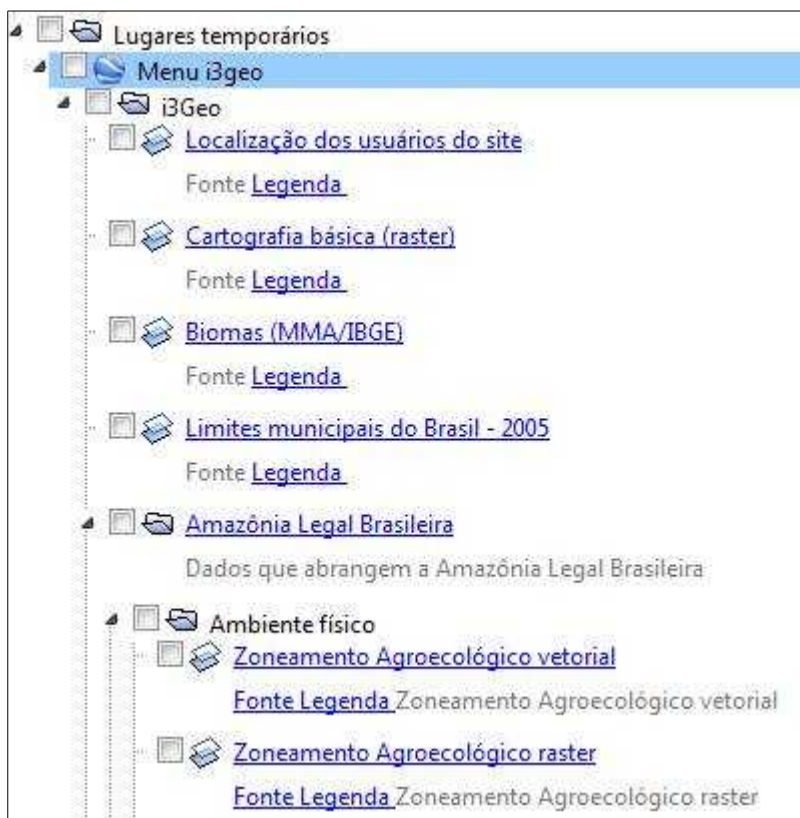 Lugares temporários
Menu i3geo
i3Geo
Localização dos usuários do site
Fonte Legenda
Cartografia básica (raster)
Fonte Legenda
Biomas (MMA/IBGE)
Fonte Legenda
Limites municipais do Brasil - 2005
Fonte Legenda
Amazônia Legal Brasileira
Dados que abrangem a Amazônia Legal Brasileira
Ambiente físico
Zoneamento Agroecológico vetorial
Fonte Legenda Zoneamento Agroecológico vetorial
Zoneamento Agroecológico raster
Fonte Legenda Zoneamento Agroecológico raster